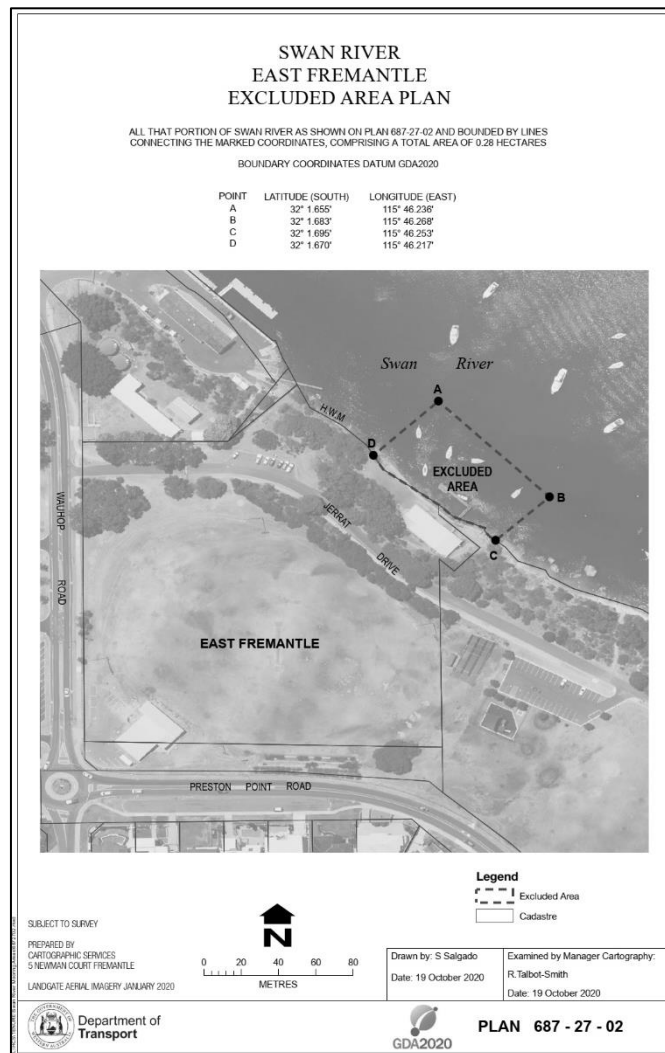 SWAN RIVER
EAST FREMANTLE
EXCLUDED AREA PLAN
ALL THAT PORTION OF SWAN RIVER AS SHOWN ON PLAN 687-27-02 AND BOUNDED BY LINES
CONNECTING THE MARKED COORDINATES, COMPRISING A TOTAL AREA OF 0.28 HECTARES
BOUNDARY COORDINATES DATUM GDA2020
POINT LATITUDE (SOUTH) LONGITUDE (EAST)
A 32° 1.655' 115° 46.236'
B 32° 1.683' 115° 46.268'
C 32° 1.695' 115° 46.253'
D 32° 1.670' 115° 46.217'
Swan River
A
H.W.M
D
EXCLUDED
AREA
B
C
WAUHOP ROAD
JERRAT DRIVE
EAST FREMANTLE
PRESTON POINT ROAD
Legend
Excluded Area
Cadastre
SUBJECT TO SURVEY
PREPARED BY
CARTOGRAPHIC SERVICES
5 NEWMAN COURT FREMANTLE
LANDGATE AERIAL IMAGERY JANUARY 2020
N
0 20 40 60 80
METRES
Drawn by: S Salgado
Date: 19 October 2020
Examined by Manager Cartography:
R.Talbot-Smith
Date: 19 October 2020
Department of
Transport
GDA2020
PLAN 687 - 27 - 02